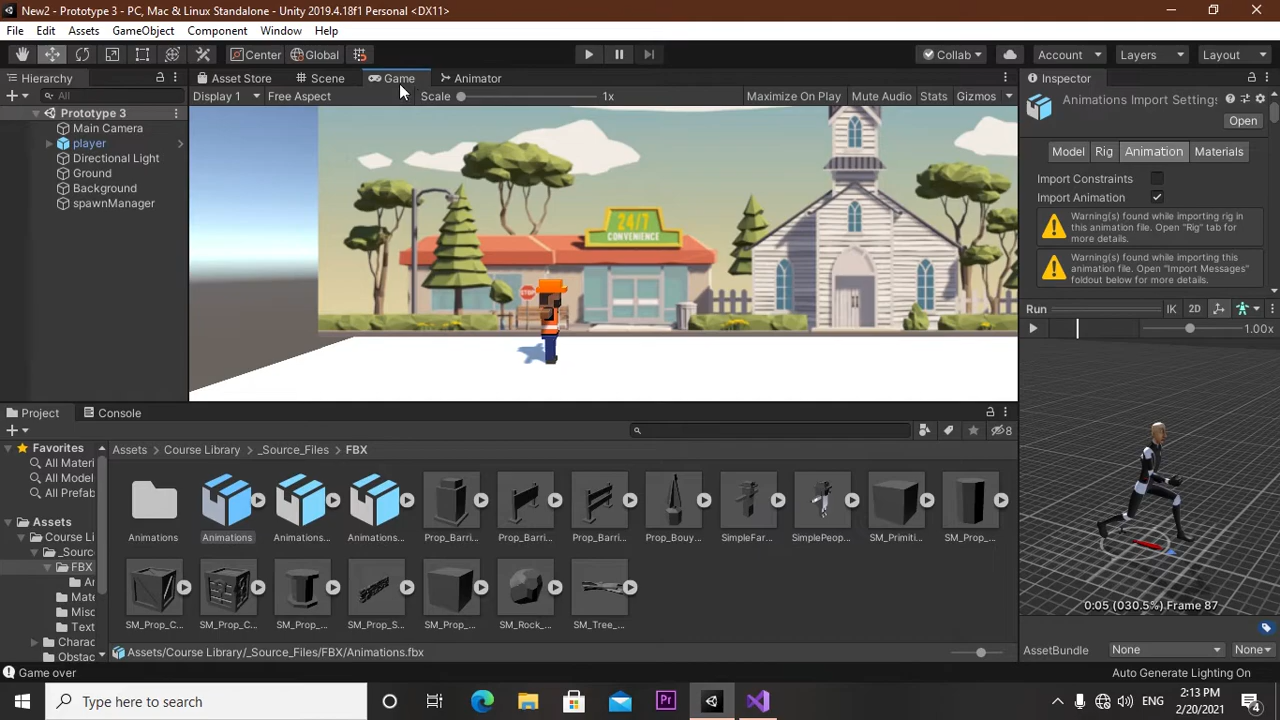 New2 - Prototype 3 - PC, Mac & Linux Standalone - Unity 2019.4.18f1 Personal <DX11>
File Edit Assets GameObject Component Window Help
Center Global Collab Account Layers Layout
Hierarchy Asset Store Scene Game Animator Inspector
All Display 1 Free Aspect Scale 1x Maximize On Play Mute Audio Stats Gizmos
Animations Import Settings
Open
Prototype 3
Main Camera
player
Directional Light
Ground
Background
spawnManager
24/7
CONVENIENCE
STOP
Model Rig Animation Materials
Import Constraints
Import Animation
Warning(s) found while importing rig in
this animation file. Open "Rig" tab for
more details.
Warning(s) found while importing this
animation file. Open "Import Messages"
foldout below for more details.
Run IK 2D
1.00x
0:05 (030.5%) Frame 87
AssetBundle None None
Auto Generate Lighting On
Project Console
8
Favorites
All Materi
All Model
All Prefab
Assets
Course Li
_Sourc
FBX
Ar
Mate
Misc
Text
Charac
Obstac
Assets Course Library _Source_Files FBX
Animations Animations Animations... Animations... Prop_Barri... Prop_Barri... Prop_Barri... Prop_Bouy... SimpleFar... SimplePeop... SM_Primiti... SM_Prop_...
SM_Prop_C... SM_Prop_C... SM_Prop_... SM_Prop_S... SM_Prop_... SM_Rock_... SM_Tree_...
Assets/Course Library/_Source_Files/FBX/Animations.fbx
Game over
Type here to search
Pr
ENG
2:13 PM
2/20/2021
4